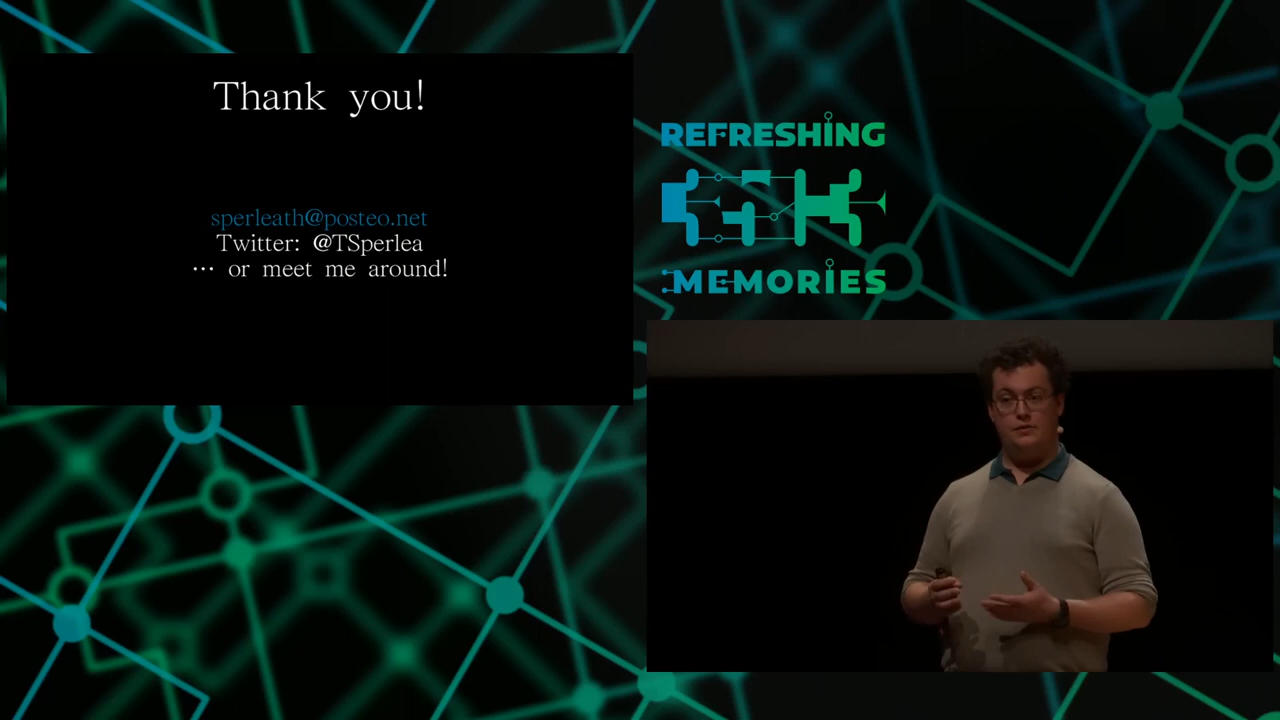 Thank you!
sperleath@posteo.net
Twitter: @TSperlea
... or meet me around!
REFRESHING
MEMORIES